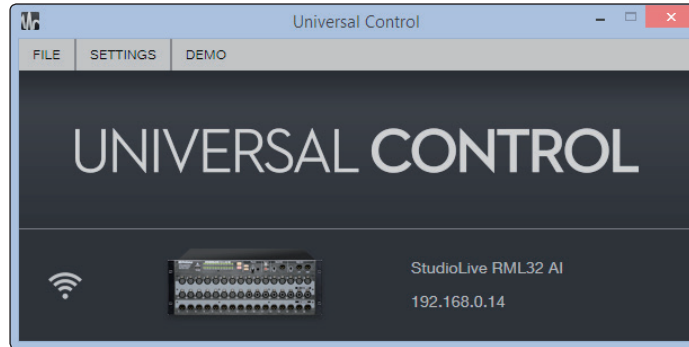 Universal Control
FILE SETTINGS DEMO
UNIVERSAL CONTROL
StudioLive RML32 AI
192.168.0.14